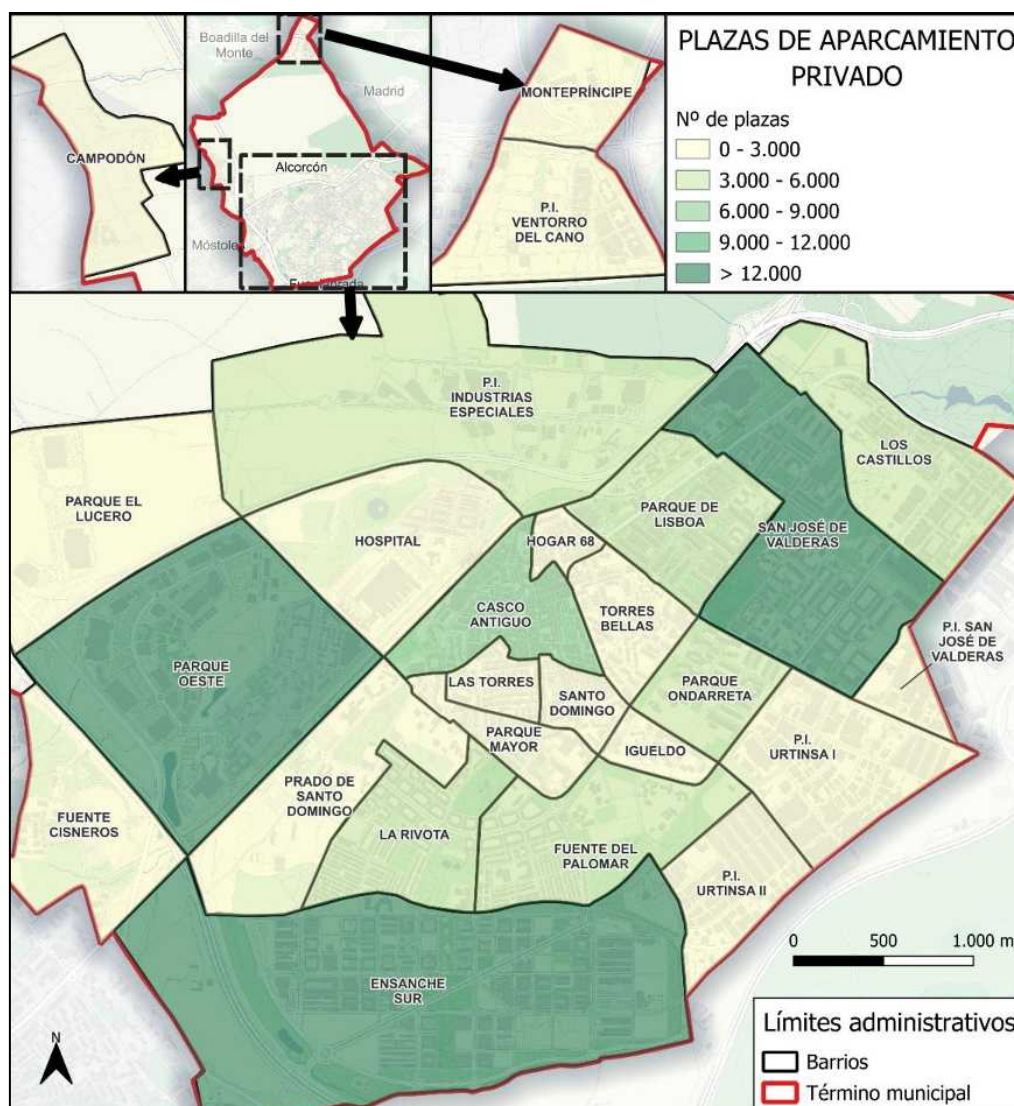 Boadilla del
Monte
Madrid
Alcorcón
Móstole
Fuenlabrada
CAMPODÓN
MONTEPRÍNCIPE
P.I.
VENTORRO
DEL CANO
PLAZAS DE APARCAMIENTO
PRIVADO
Nº de plazas
0 - 3.000
3.000 - 6.000
6.000 - 9.000
9.000 - 12.000
> 12.000
P.I.
INDUSTRIAS
ESPECIALES
LOS
CASTILLOS
PARQUE EL
LUCERO
HOSPITAL
HOGAR 68
PARQUE DE
LISBOA
SAN JOSÉ DE
VALDERAS
CASCO
ANTIGUO
TORRES
BELLAS
P.I. SAN
JOSÉ DE
VALDERAS
PARQUE
OESTE
LAS TORRES
SANTO
DOMINGO
PARQUE
ONDARRETA
PARQUE
MAYOR
IGUELDO
P.I.
URTINSA I
PRADO DE
SANTO
DOMINGO
FUENTE
CISNEROS
LA RIVOTA
FUENTE DEL
PALOMAR
P.I.
URTINSA II
ENSANCHE
SUR
0 500 1.000 m
N
Límites administrativos
Barrios
Término municipal